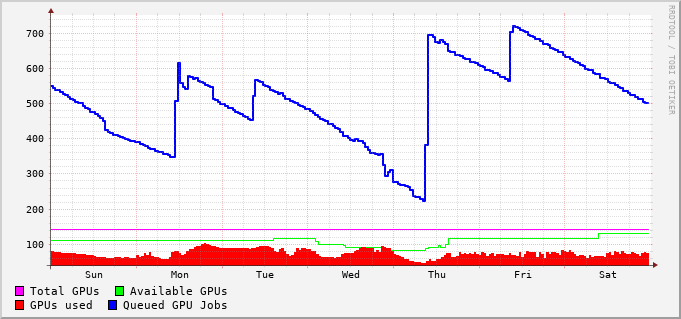 700
600
500
400
300
200
100
Sun Mon Tue Wed Thu Fri Sat
Total GPUs Available GPUs
GPUs used Queued GPU Jobs
RRDTOOL / TOBI OETIKER